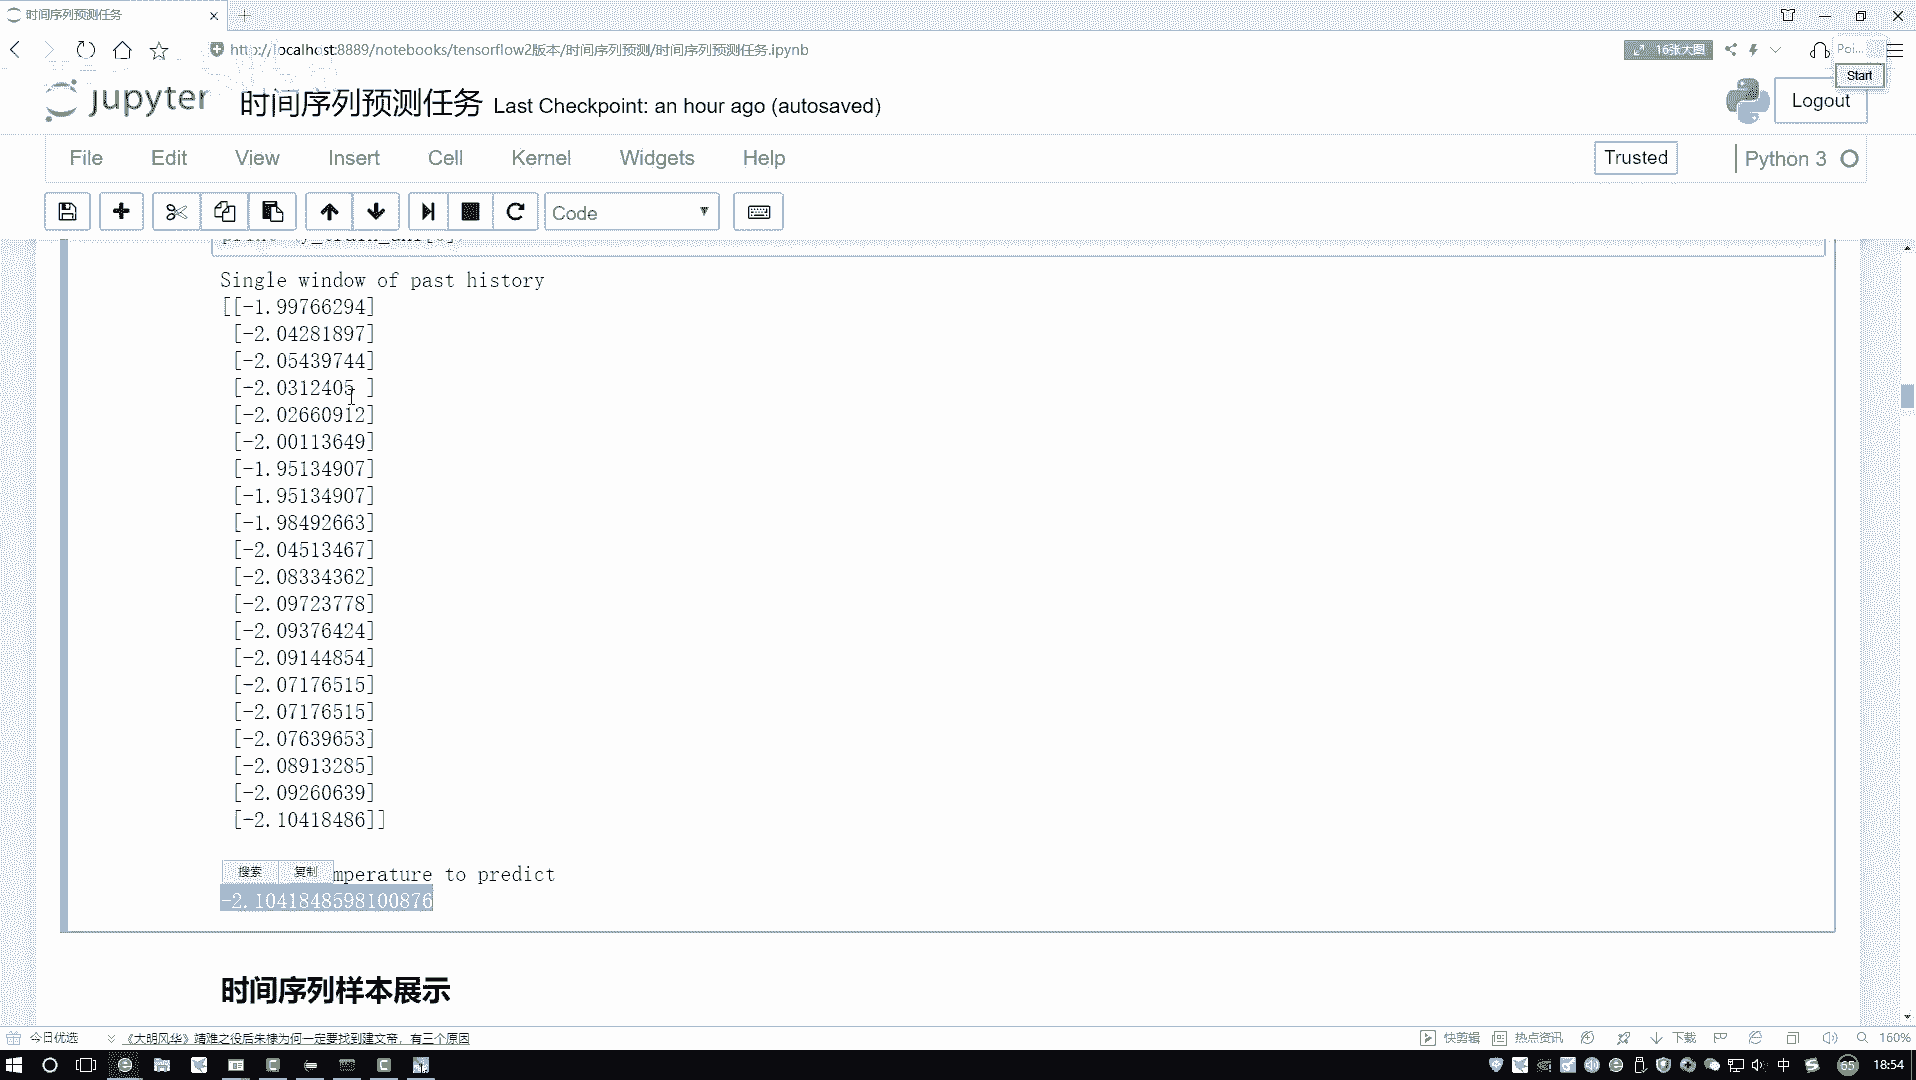 时间序列预测任务
http://localhost:8889/notebooks/tensorflow2版本/时间序列预测/时间序列预测任务.ipynb
16张大图
Poi...
Start
jupyter
时间序列预测任务 Last Checkpoint: an hour ago (autosaved)
Logout
File Edit View Insert Cell Kernel Widgets Help
Trusted
Python 3
Code
Single window of past history
[[-1.99766294]
[-2.04281897]
[-2.05439744]
[-2.0312405 ]
[-2.02660912]
[-2.00113649]
[-1.95134907]
[-1.95134907]
[-1.98492663]
[-2.04513467]
[-2.08334362]
[-2.09723778]
[-2.09376424]
[-2.09144854]
[-2.07176515]
[-2.07176515]
[-2.07639653]
[-2.08913285]
[-2.09260639]
[-2.10418486]]
搜索 复制
mperature to predict
-2.1041848598100876
时间序列样本展示
今日优选
《大明风华》靖难之役后朱棣为何一定要找到建文帝，有三个原因
快剪辑
热点资讯
下载
160%
中
65
18:54